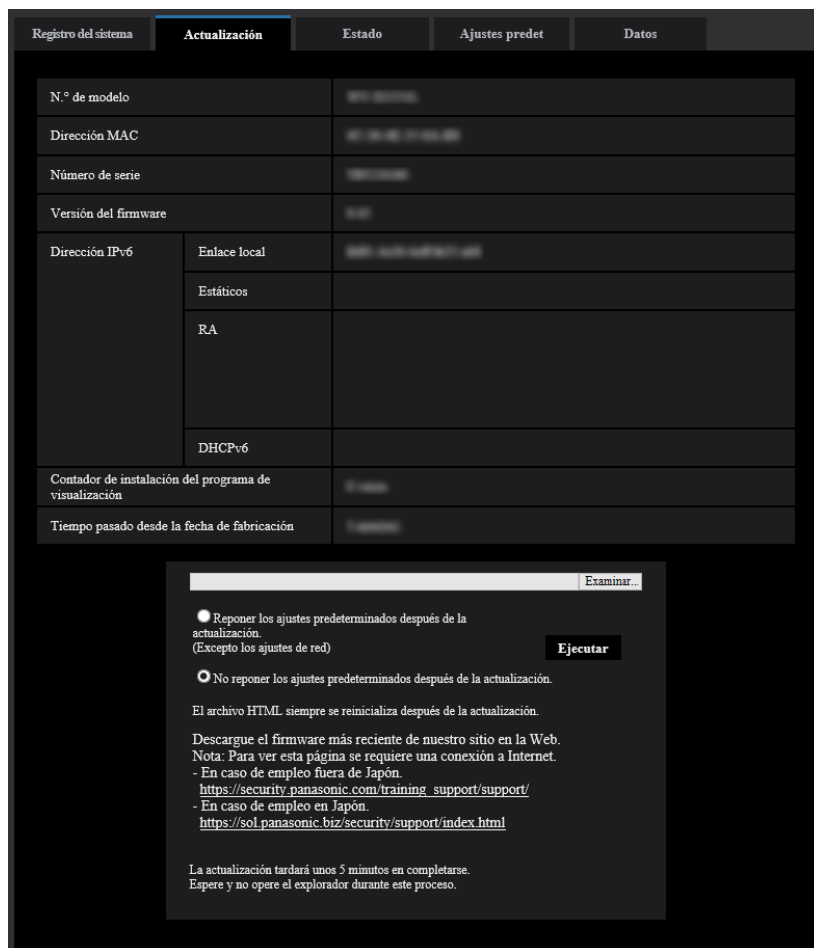 Registro del sistema
Actualización
Estado
Ajustes predet
Datos
N.° de modelo
Dirección MAC
Número de serie
Versión del firmware
Dirección IPv6
Enlace local
Estáticos
RA
DHCPv6
Contador de instalación del programa de
visualización
Tiempo pasado desde la fecha de fabricación
Examinar...
Reponer los ajustes predeterminados después de la
actualización.
(Excepto los ajustes de red)
Ejecutar
No reponer los ajustes predeterminados después de la actualización.
El archivo HTML siempre se reinicializa después de la actualización.
Descargue el firmware más reciente de nuestro sitio en la Web.
Nota: Para ver esta página se requiere una conexión a Internet.
- En caso de empleo fuera de Japón.
https://security.panasonic.com/training_support/support/
- En caso de empleo en Japón.
https://sol.panasonic.biz/security/support/index.html
La actualización tardará unos 5 minutos en completarse.
Espere y no opere el explorador durante este proceso.